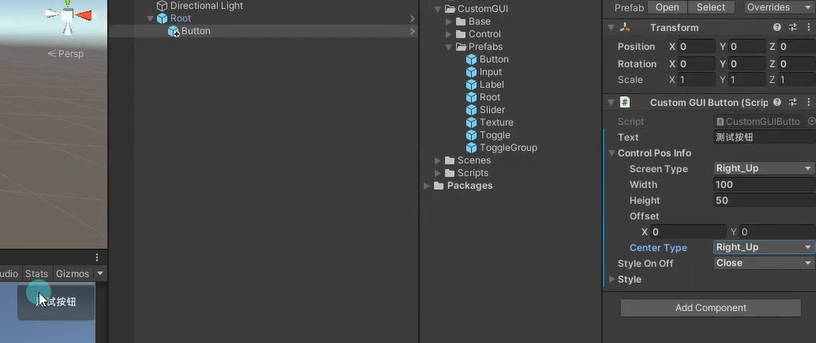 Directional Light
Root
Button
Persp
udio Stats Gizmos
测试按钮
CustomGUI
Base
Control
Prefabs
Button
Input
Label
Root
Slider
Texture
Toggle
ToggleGroup
Scenes
Scripts
Packages
Prefab Open Select Overrides
Transform
Position X 0 Y 0 Z 0
Rotation X 0 Y 0 Z 0
Scale X 1 Y 1 Z 1
# Custom GUI Button (Scrip
Script CustomGUIButto
Text 测试按钮
Control Pos Info
Screen Type Right_Up
Width 100
Height 50
Offset
X 0 Y 0
Center Type Right_Up
Style On Off Close
Style
Add Component